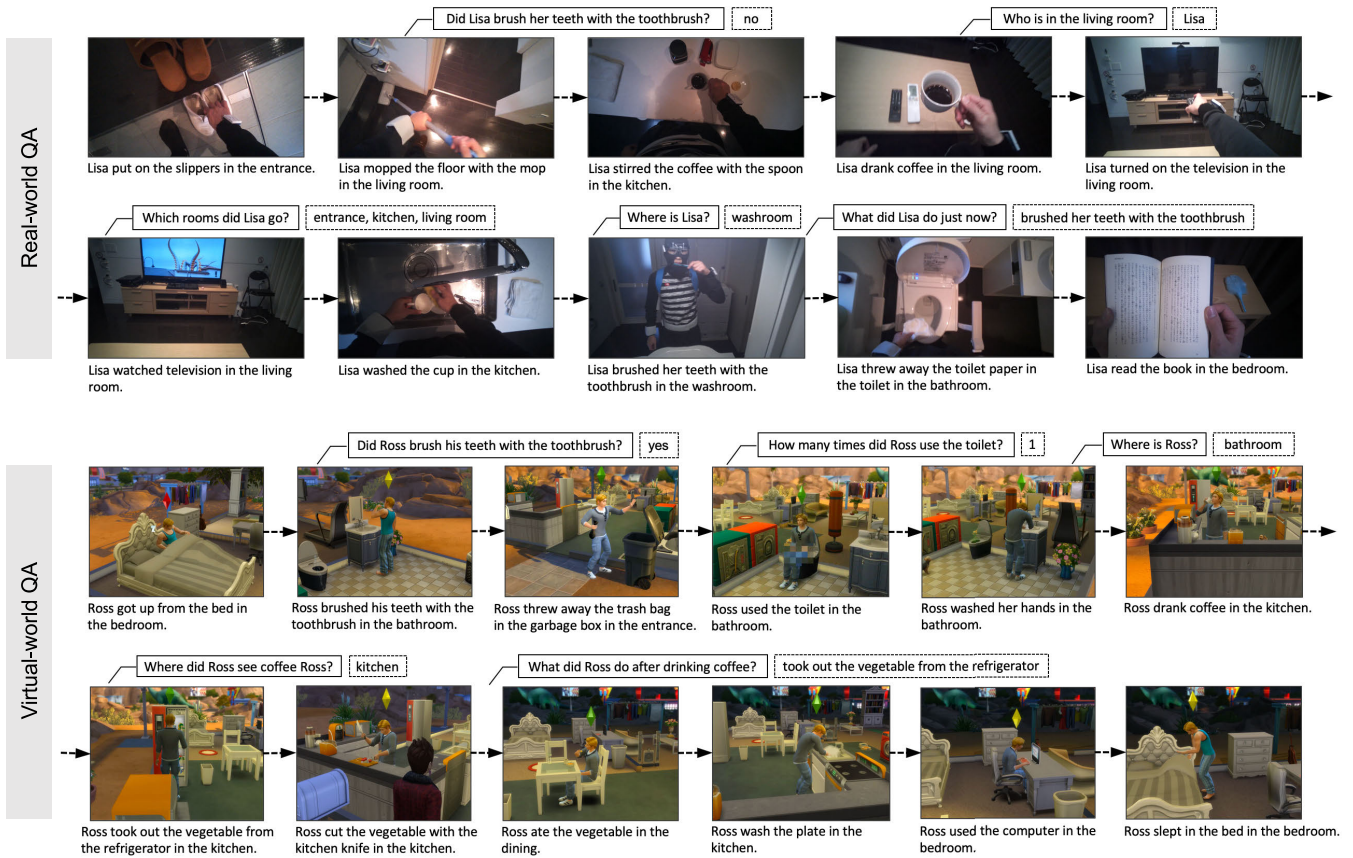 Real-world QA
Did Lisa brush her teeth with the toothbrush?
no
Who is in the living room?
Lisa
Lisa put on the slippers in the entrance.
Lisa mopped the floor with the mop
in the living room.
Lisa stirred the coffee with the spoon
in the kitchen.
Lisa drank coffee in the living room.
Lisa turned on the television in the
living room.
Which rooms did Lisa go?
entrance, kitchen, living room
Where is Lisa?
washroom
What did Lisa do just now?
brushed her teeth with the toothbrush
Lisa watched television in the living
room.
Lisa washed the cup in the kitchen.
Lisa brushed her teeth with the
toothbrush in the washroom.
Lisa threw away the toilet paper in
the toilet in the bathroom.
Lisa read the book in the bedroom.
Virtual-world QA
Did Ross brush his teeth with the toothbrush?
yes
How many times did Ross use the toilet?
1
Where is Ross?
bathroom
Ross got up from the bed in
the bedroom.
Ross brushed his teeth with the
toothbrush in the bathroom.
Ross threw away the trash bag
in the garbage box in the entrance.
Ross used the toilet in the
bathroom.
Ross washed her hands in the
bathroom.
Ross drank coffee in the kitchen.
Where did Ross see coffee Ross?
kitchen
What did Ross do after drinking coffee?
took out the vegetable from the refrigerator
Ross took out the vegetable from
the refrigerator in the kitchen.
Ross cut the vegetable with the
kitchen knife in the kitchen.
Ross ate the vegetable in the
dining.
Ross wash the plate in the
kitchen.
Ross used the computer in the
bedroom.
Ross slept in the bed in the bedroom.